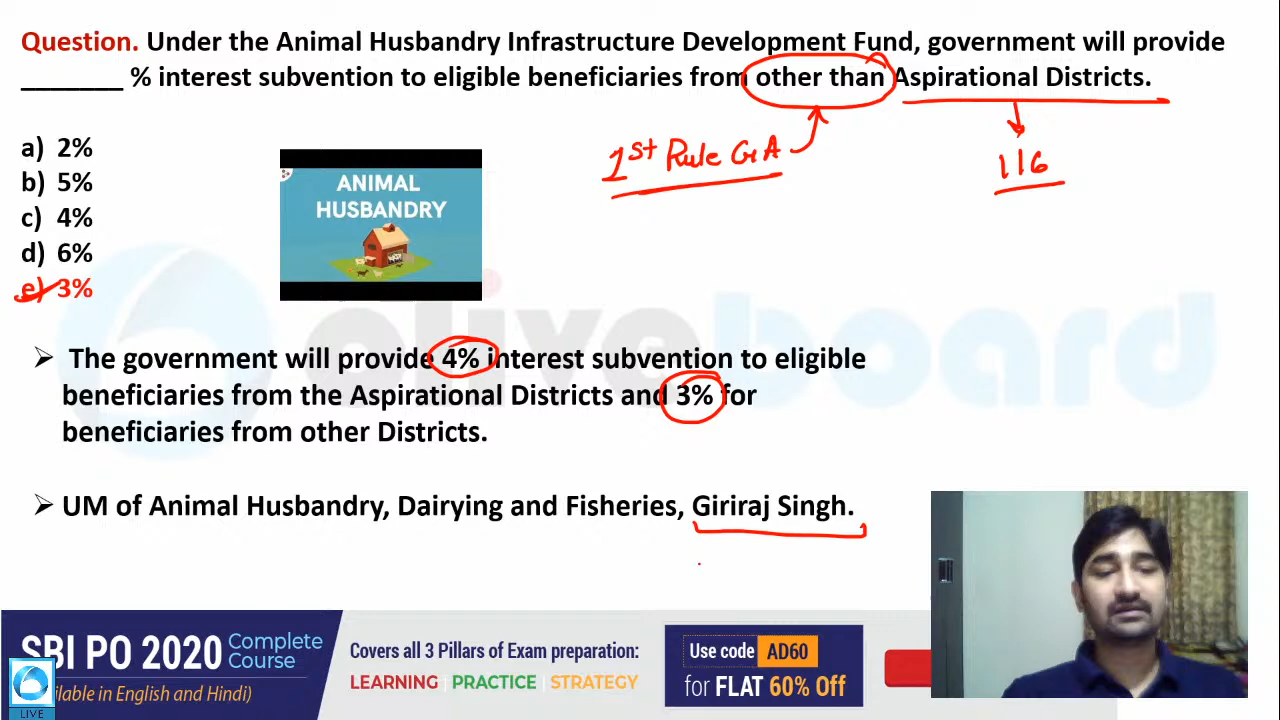 Question. Under the Animal Husbandry Infrastructure Development Fund, government will provide
_______ % interest subvention to eligible beneficiaries from other than Aspirational Districts.
1st Rule GA
116
a) 2%
b) 5%
c) 4%
d) 6%
e) 3%
ANIMAL
HUSBANDRY
oliveboard
➢ The government will provide 4% interest subvention to eligible
beneficiaries from the Aspirational Districts and 3% for
beneficiaries from other Districts.
➢ UM of Animal Husbandry, Dairying and Fisheries, Giriraj Singh.
SBI PO 2020 Complete
Course
ilable in English and Hindi)
LIVE
Covers all 3 Pillars of Exam preparation:
LEARNING | PRACTICE | STRATEGY
Use code AD60
for FLAT 60% Off